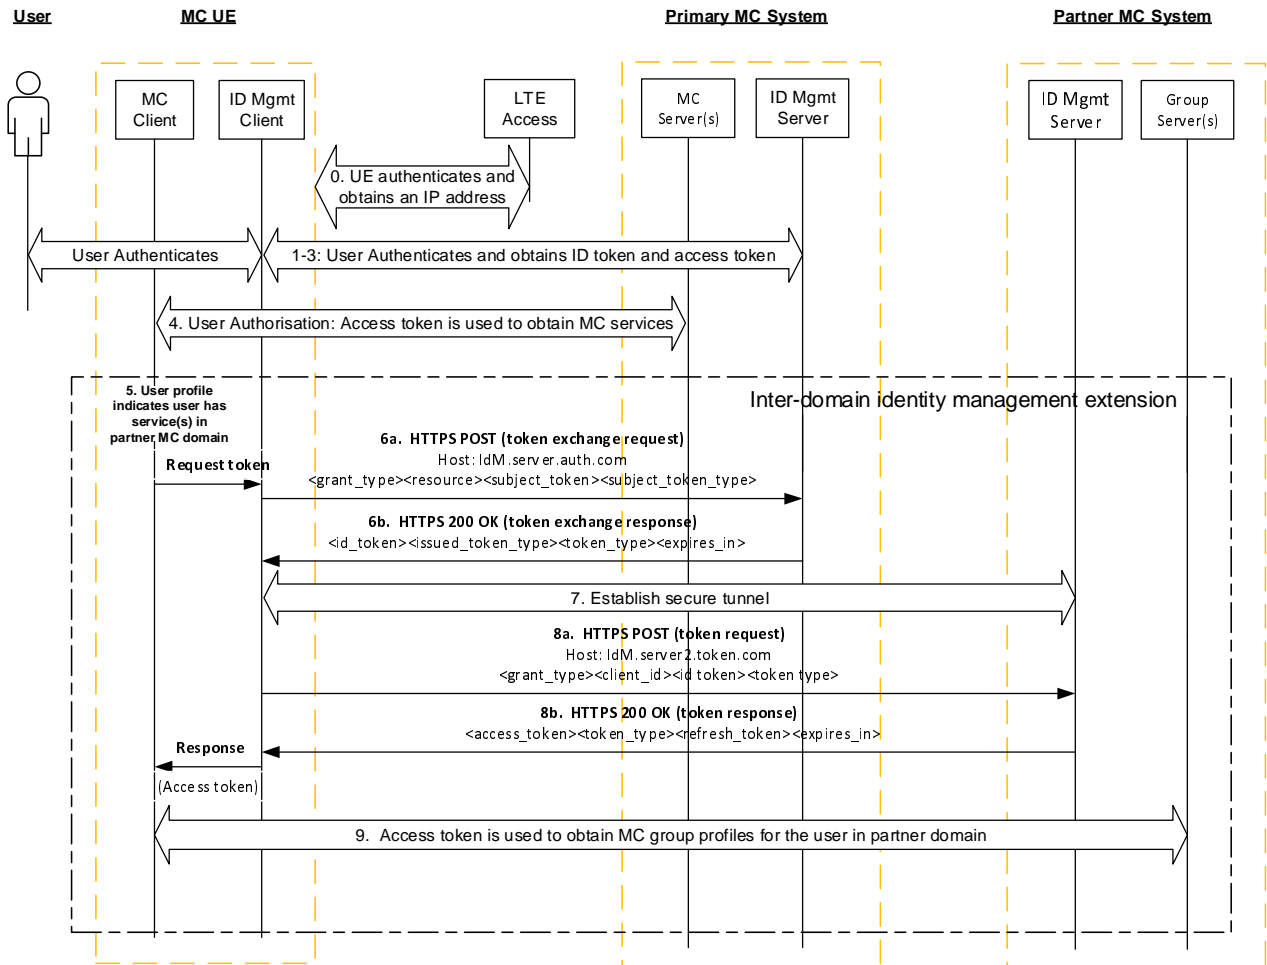 User
MC UE
Primary MC System
Partner MC System
MC
Client
ID Mgmt
Client
LTE
Access
MC
Server(s)
ID Mgmt
Server
ID Mgmt
Server
Group
Server(s)
0. UE authenticates and
obtains an IP address
User Authenticates
1-3: User Authenticates and obtains ID token and access token
4. User Authorisation: Access token is used to obtain MC services
5. User profile
indicates user has
service(s) in
partner MC domain
Inter-domain identity management extension
Request token
6a. HTTPS POST (token exchange request)
Host: IdM.server.auth.com
<grant_type><resource><subject_token><subject_token_type>
6b. HTTPS 200 OK (token exchange response)
<id_token><issued_token_type><token_type><expires_in>
7. Establish secure tunnel
8a. HTTPS POST (token request)
Host: IdM.server2.token.com
<grant_type><client_id><id token><token type>
8b. HTTPS 200 OK (token response)
<access_token><token_type><refresh_token><expires_in>
Response
(Access token)
9. Access token is used to obtain MC group profiles for the user in partner domain